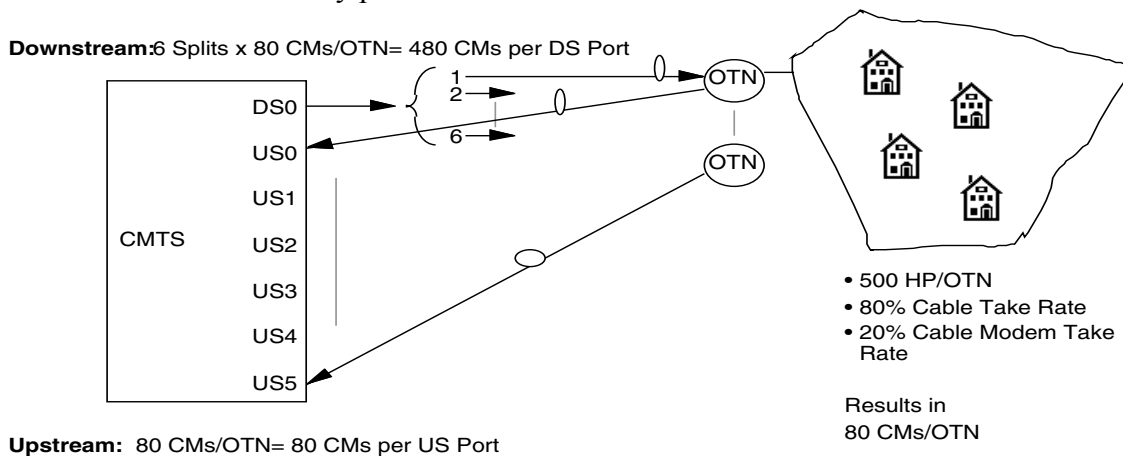 Downstream:6 Splits x 80 CMs/OTN= 480 CMs per DS Port
1
2
6
OTN
OTN
DS0
US0
US1
US2
US3
US4
US5
CMTS
• 500 HP/OTN
• 80% Cable Take Rate
• 20% Cable Modem Take
Rate
Results in
80 CMs/OTN
Upstream: 80 CMs/OTN= 80 CMs per US Port